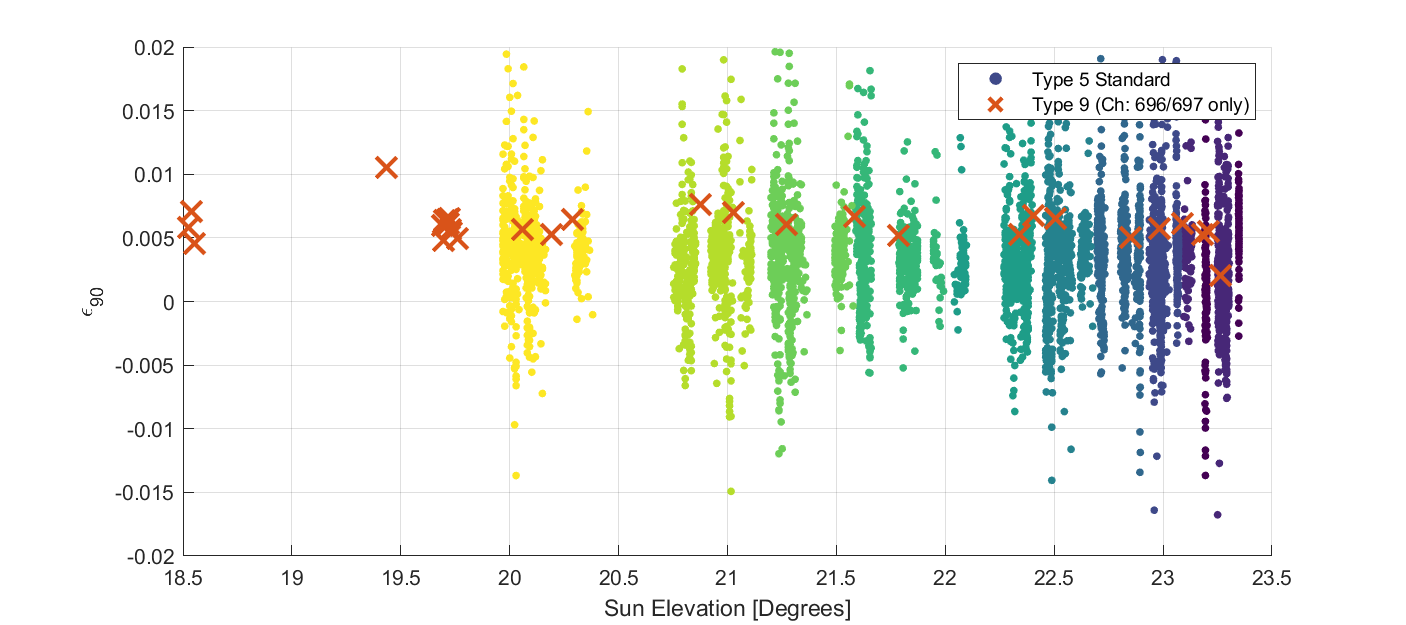 0.02
0.015
0.01
0.005
0
-0.005
-0.01
-0.015
-0.02
ϵ90
Type 5 Standard
Type 9 (Ch: 696/697 only)
18.5 19 19.5 20 20.5 21 21.5 22 22.5 23 23.5
Sun Elevation [Degrees]